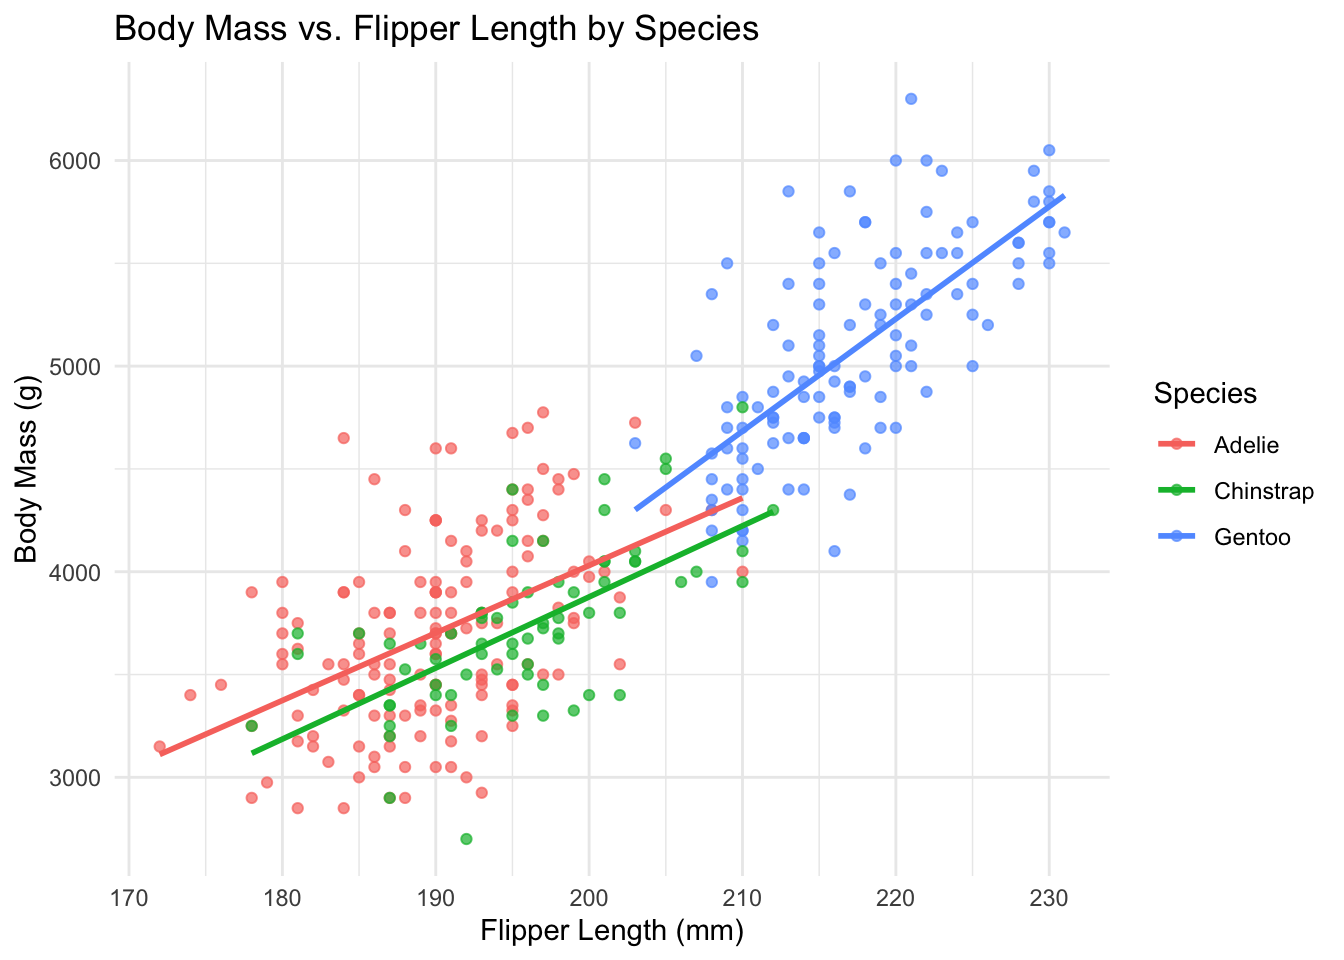 Body Mass vs. Flipper Length by Species
Body Mass (g)
6000
5000
4000
3000
170 180 190 200 210 220 230
Flipper Length (mm)
Species
Adelie
Chinstrap
Gentoo